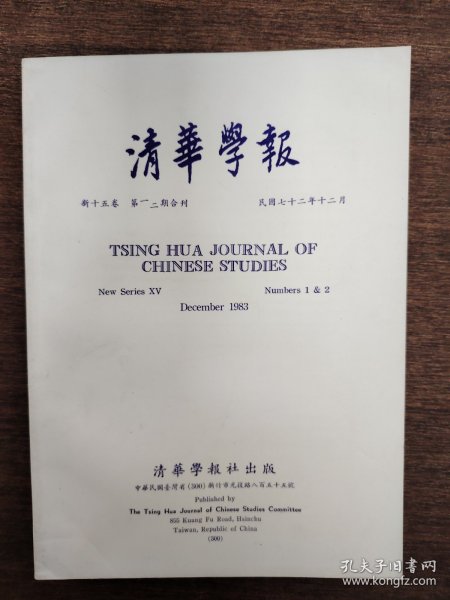 清華學報
新十五卷 第一二期合刊 民國七十二年十二月
TSING HUA JOURNAL OF
CHINESE STUDIES
New Series XV Numbers 1 & 2
December 1983
清華學報社出版
中華民國臺灣省(300)新竹市光復路八百五十五號
Published by
The Tsing Hua Journal of Chinese Studies Committee
855 Kuang Fu Road, Hsinchu
Taiwan, Republic of China
(300)
孔夫子旧书网
www.kongfz.com